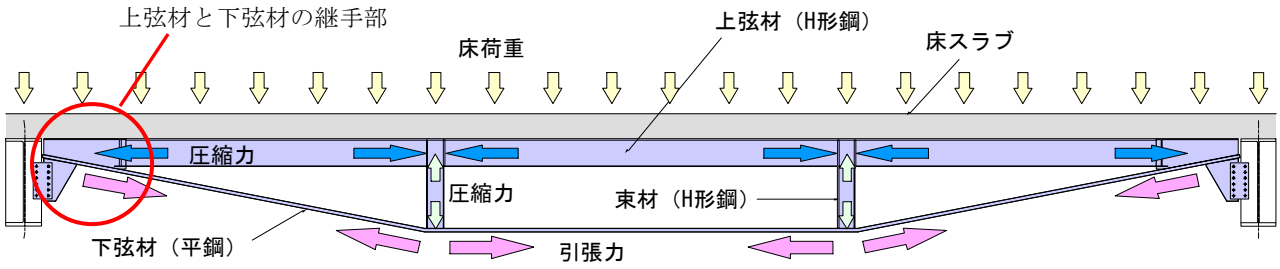 上弦材と下弦材の継手部
床荷重
上弦材（H形鋼）
床スラブ
圧縮力
圧縮力
束材（H形鋼）
下弦材（平鋼）
引張力